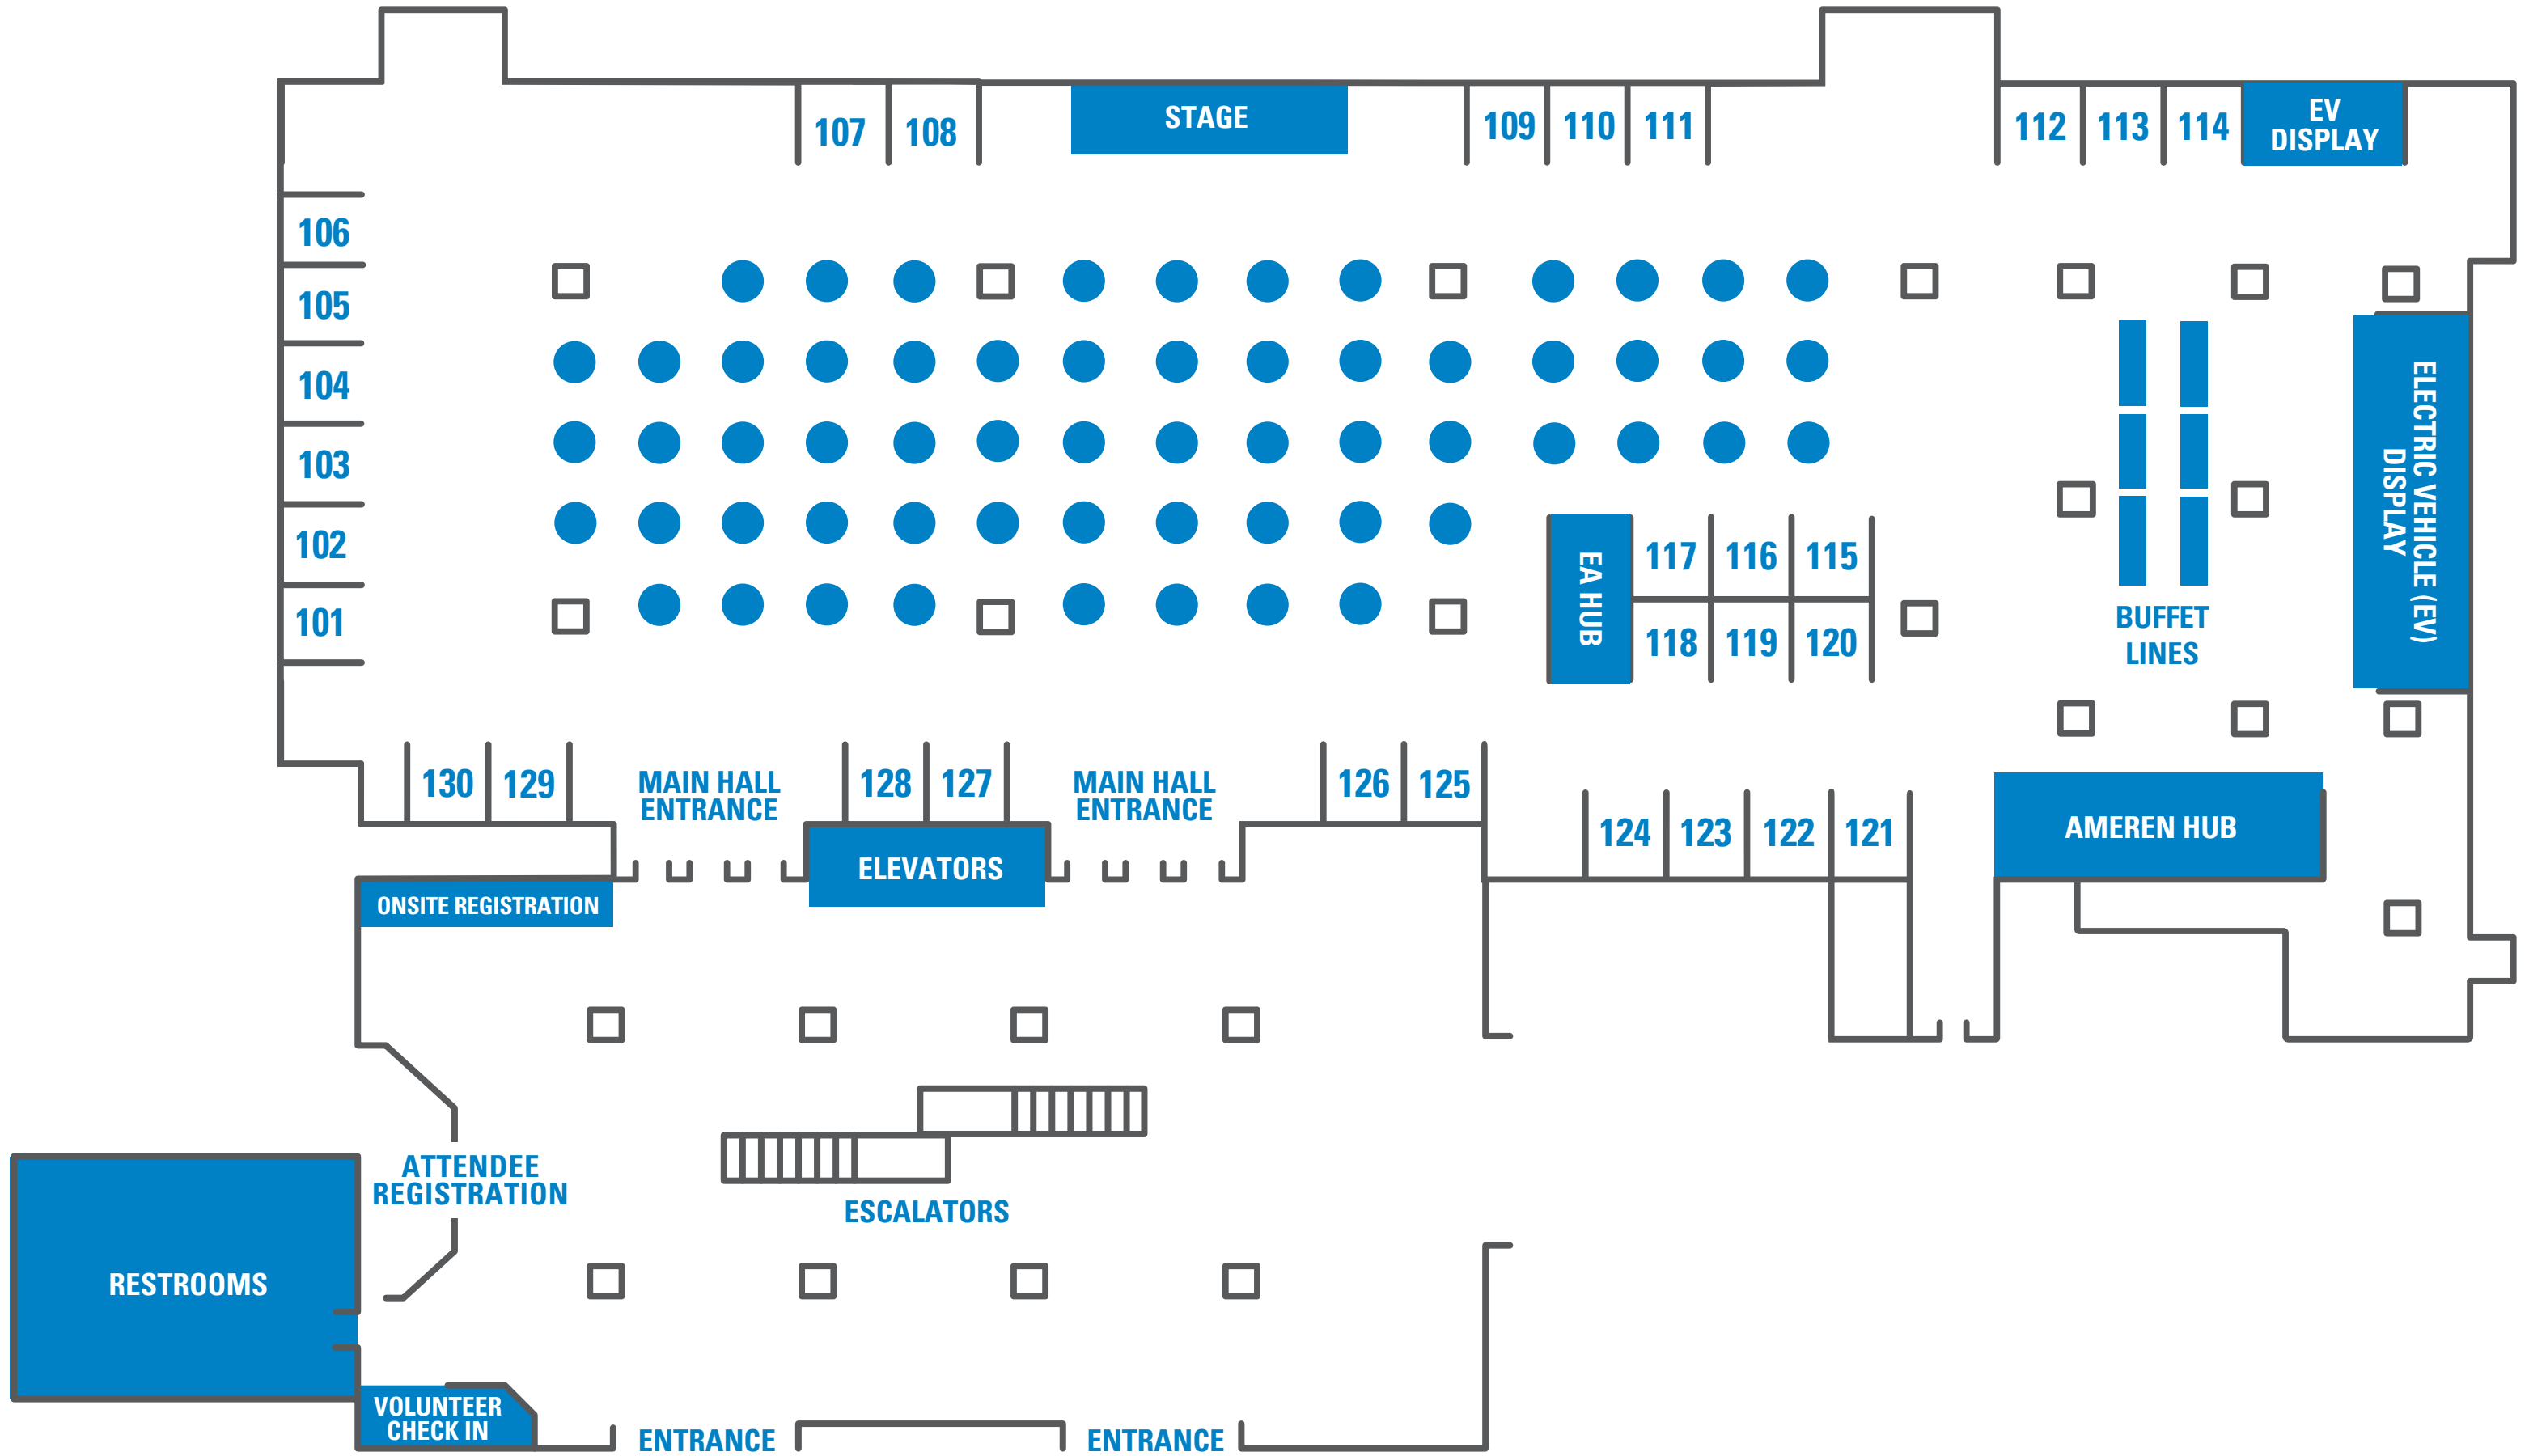 107
108
STAGE
109
110
111
112
113
114
EV
DISPLAY
106
105
104
103
102
101
ELECTRIC VEHICLE (EV)
DISPLAY
EA HUB
117
116
115
118
119
120
BUFFET
LINES
130
129
MAIN HALL
ENTRANCE
128
127
MAIN HALL
ENTRANCE
126
125
124
123
122
121
AMEREN HUB
ELEVATORS
ONSITE REGISTRATION
ATTENDEE
REGISTRATION
ESCALATORS
RESTROOMS
VOLUNTEER
CHECK IN
ENTRANCE
ENTRANCE